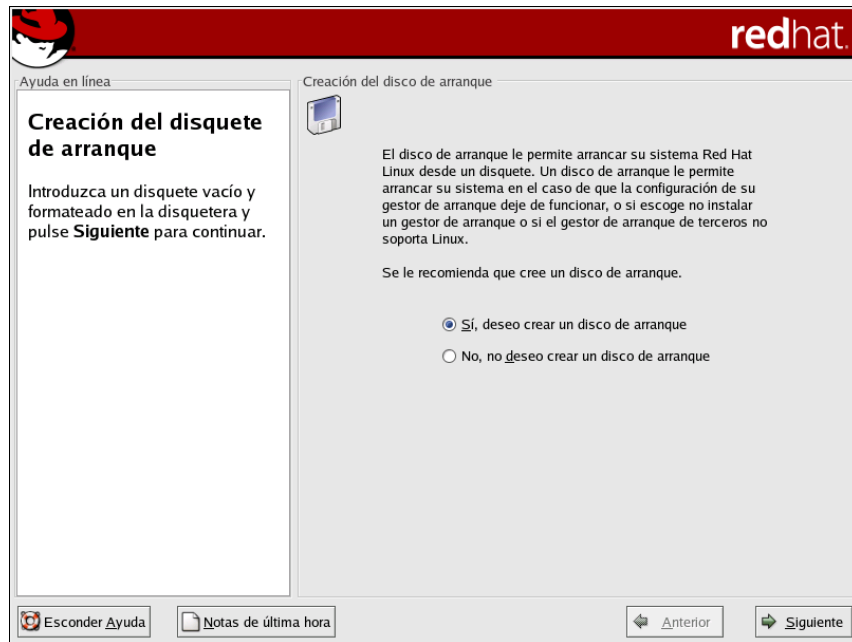 redhat.
Ayuda en línea
Creación del disquete
de arranque
Introduzca un disquete vacío y
formateado en la disquetera y
pulse Siguiente para continuar.
Creación del disco de arranque
El disco de arranque le permite arrancar su sistema Red Hat
Linux desde un disquete. Un disco de arranque le permite
arrancar su sistema en el caso de que la configuración de su
gestor de arranque deje de funcionar, o si escoge no instalar
un gestor de arranque o si el gestor de arranque de terceros no
soporta Linux.
Se le recomienda que cree un disco de arranque.
Sí, deseo crear un disco de arranque
No, no deseo crear un disco de arranque
Esconder Ayuda
Notas de última hora
Anterior
Siguiente